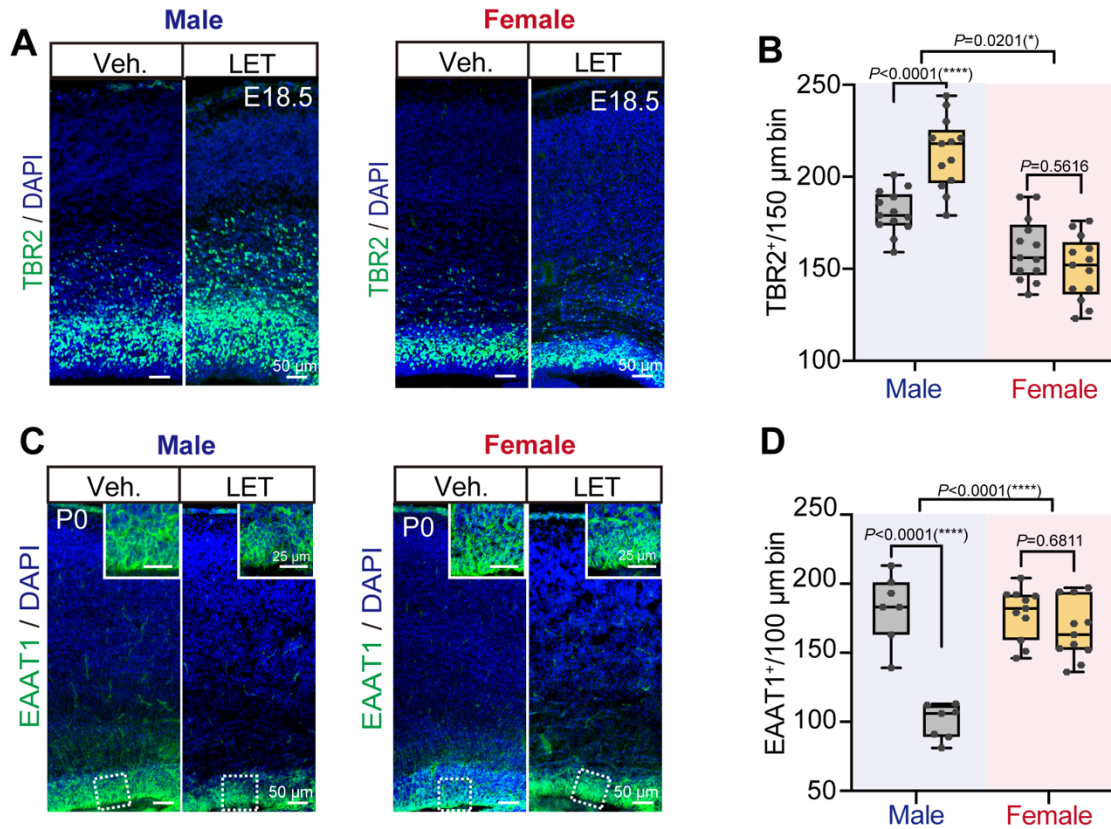 A
Male
Female
Veh.
LET
Veh.
LET
TBR2 / DAPI
E18.5
50 µm
TBR2 / DAPI
E18.5
50 µm
B
P=0.0201(*)
P<0.0001(****)
P=0.5616
TBR2⁺/150 µm bin
250
200
150
100
Male
Female
C
Male
Female
Veh.
LET
Veh.
LET
EAAT1 / DAPI
P0
25 µm
50 µm
EAAT1 / DAPI
P0
25 µm
50 µm
D
P<0.0001(****)
P<0.0001(****)
P=0.6811
EAAT1⁺/100 µm bin
250
200
150
100
50
Male
Female